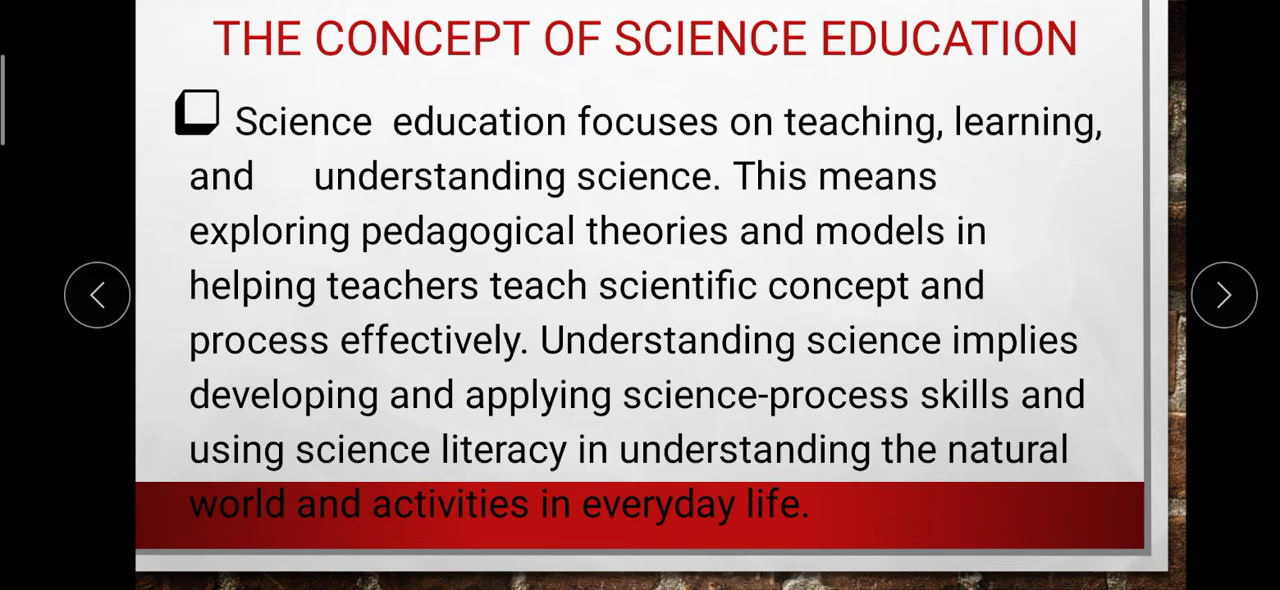 THE CONCEPT OF SCIENCE EDUCATION
Science education focuses on teaching, learning,
and understanding science. This means
exploring pedagogical theories and models in
helping teachers teach scientific concept and
process effectively. Understanding science implies
developing and applying science-process skills and
using science literacy in understanding the natural
world and activities in everyday life.